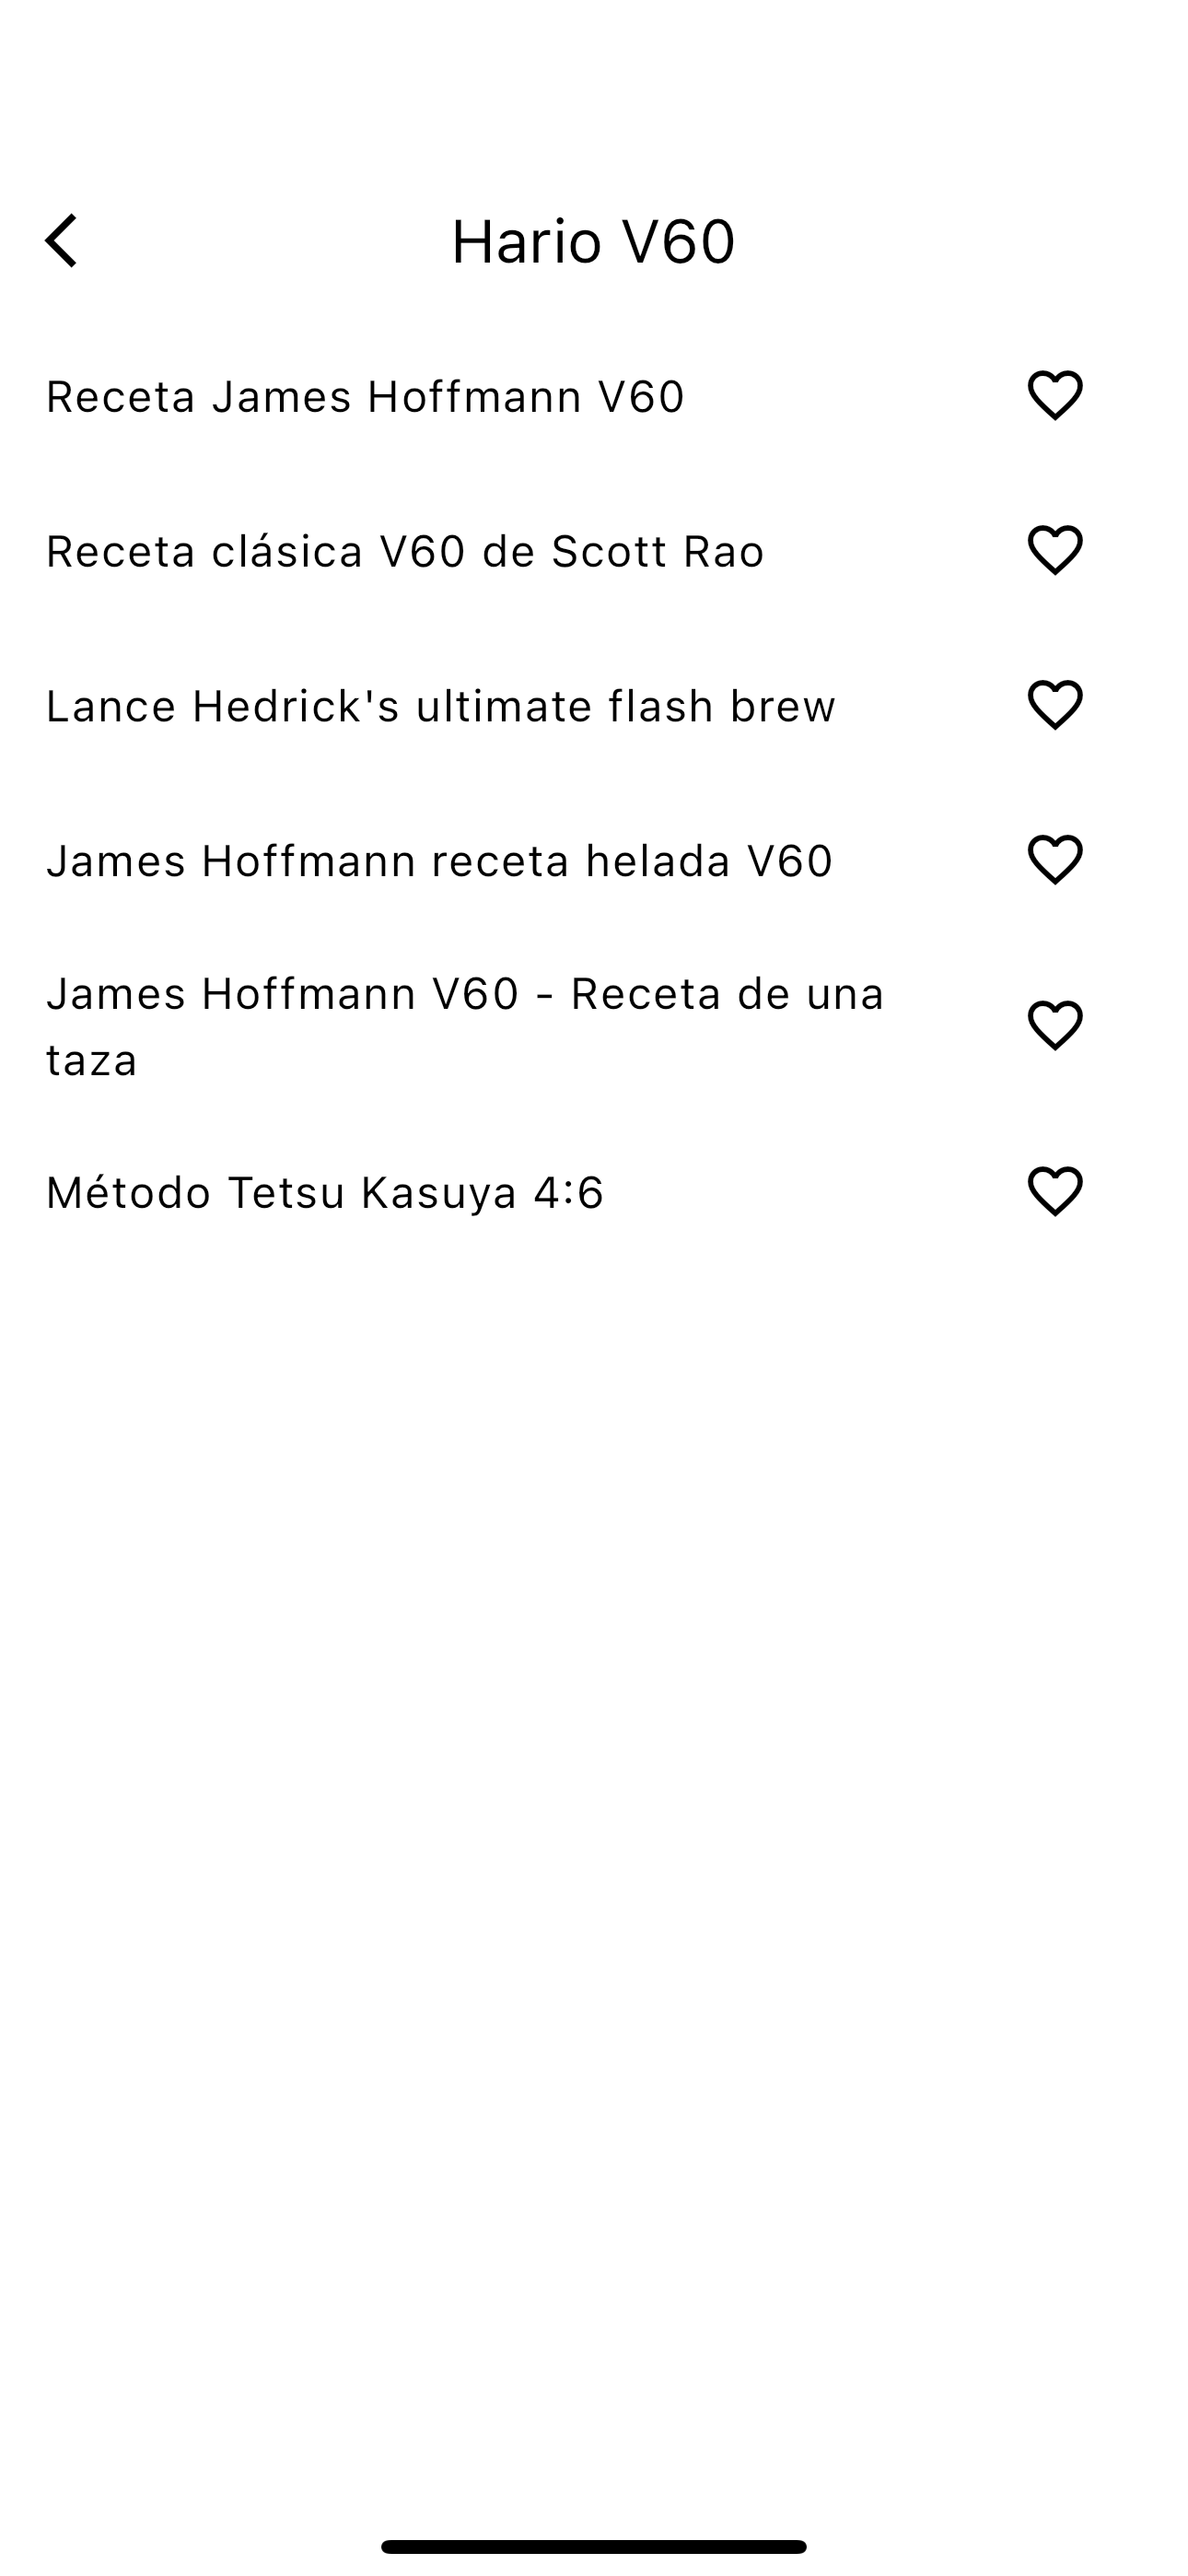 Hario V60
Receta James Hoffmann V60
Receta clásica V60 de Scott Rao
Lance Hedrick's ultimate flash brew
James Hoffmann receta helada V60
James Hoffmann V60 - Receta de una
taza
Método Tetsu Kasuya 4:6